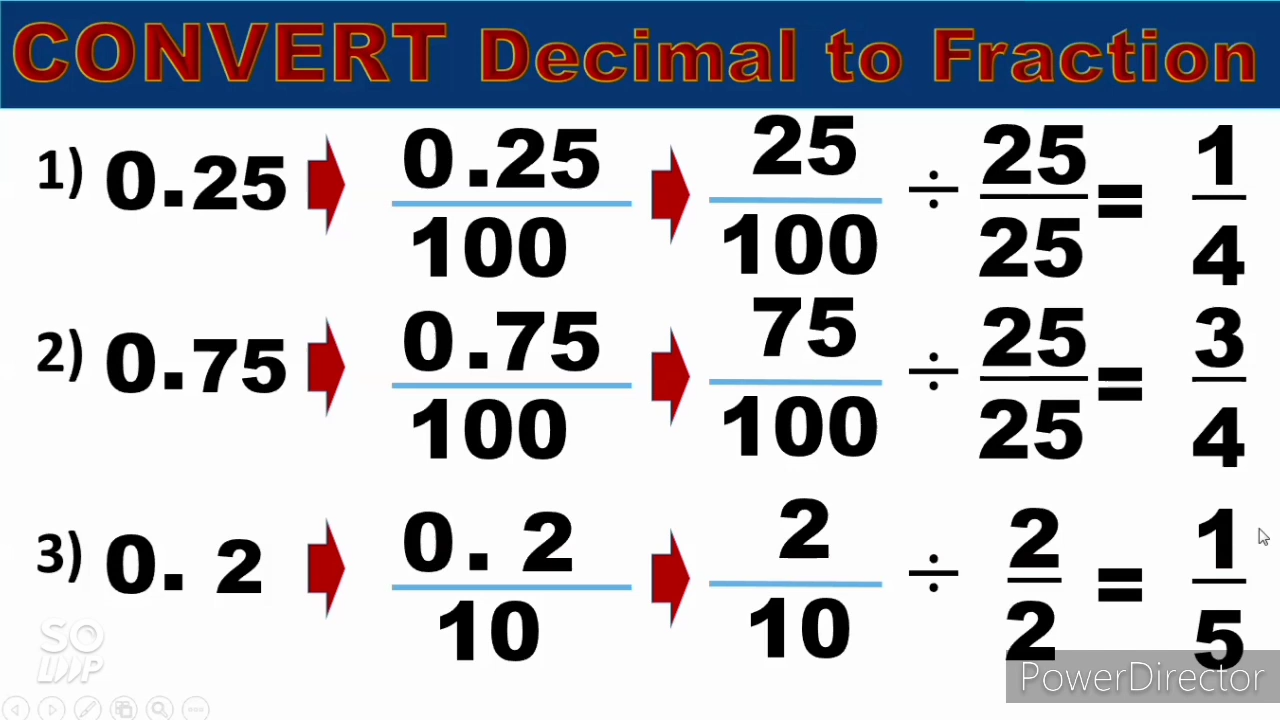 CONVERT Decimal to Fraction
1) 0.25 0.25/100 25/100 ÷ 25/25 = 1/4
2) 0.75 0.75/100 75/100 ÷ 25/25 = 3/4
3) 0. 2 0. 2/10 2/10 ÷ 2/2 = 1/5
PowerDirector